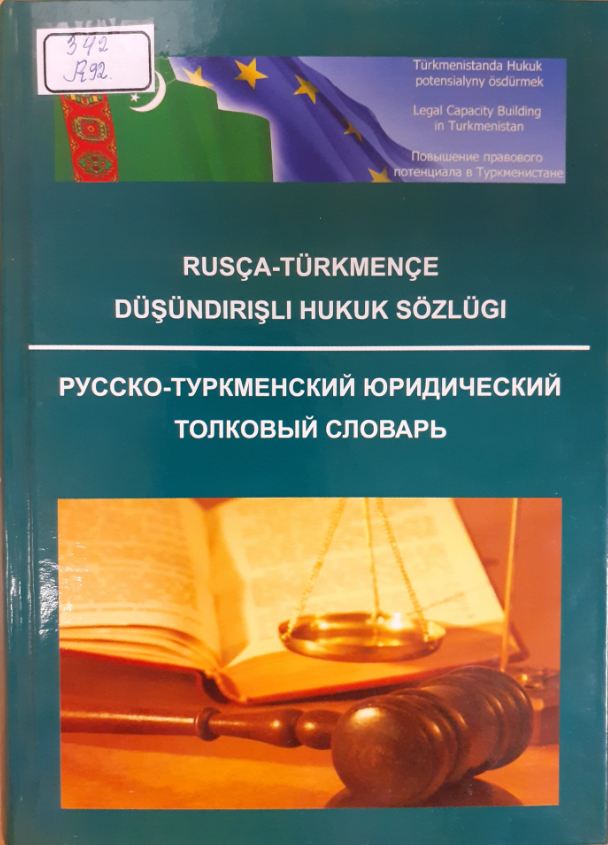 342
Я92.
Türkmenistanda Hukuk
potensialyny ösdürmek
Legal Capacity Building
in Turkmenistan
Повышение правового
потенциала в Туркменистане
RUSÇA-TÜRKMENÇE
DÜŞÜNDIRIŞLI HUKUK SÖZLÜGI
РУССКО-ТУРКМЕНСКИЙ ЮРИДИЧЕСКИЙ
ТОЛКОВЫЙ СЛОВАРЬ